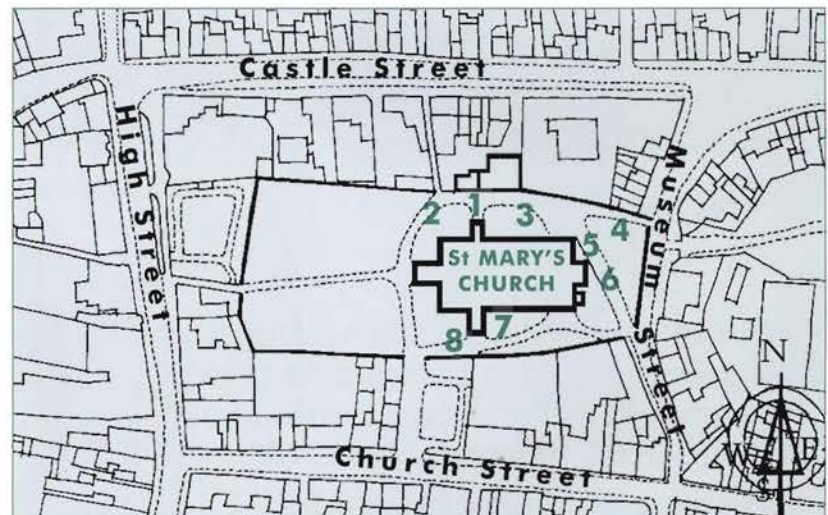 Castle Street
High Street
Museum Street
2
1
3
4
5
6
St MARY'S
CHURCH
7
8
Church Street
N
W
E
S